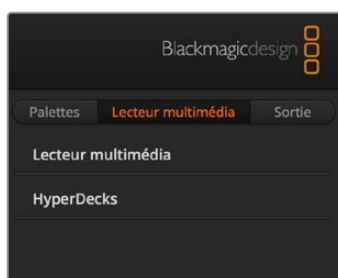 Blackmagicdesign
Palettes Lecteur multimédia Sortie
Lecteur multimédia
HyperDecks